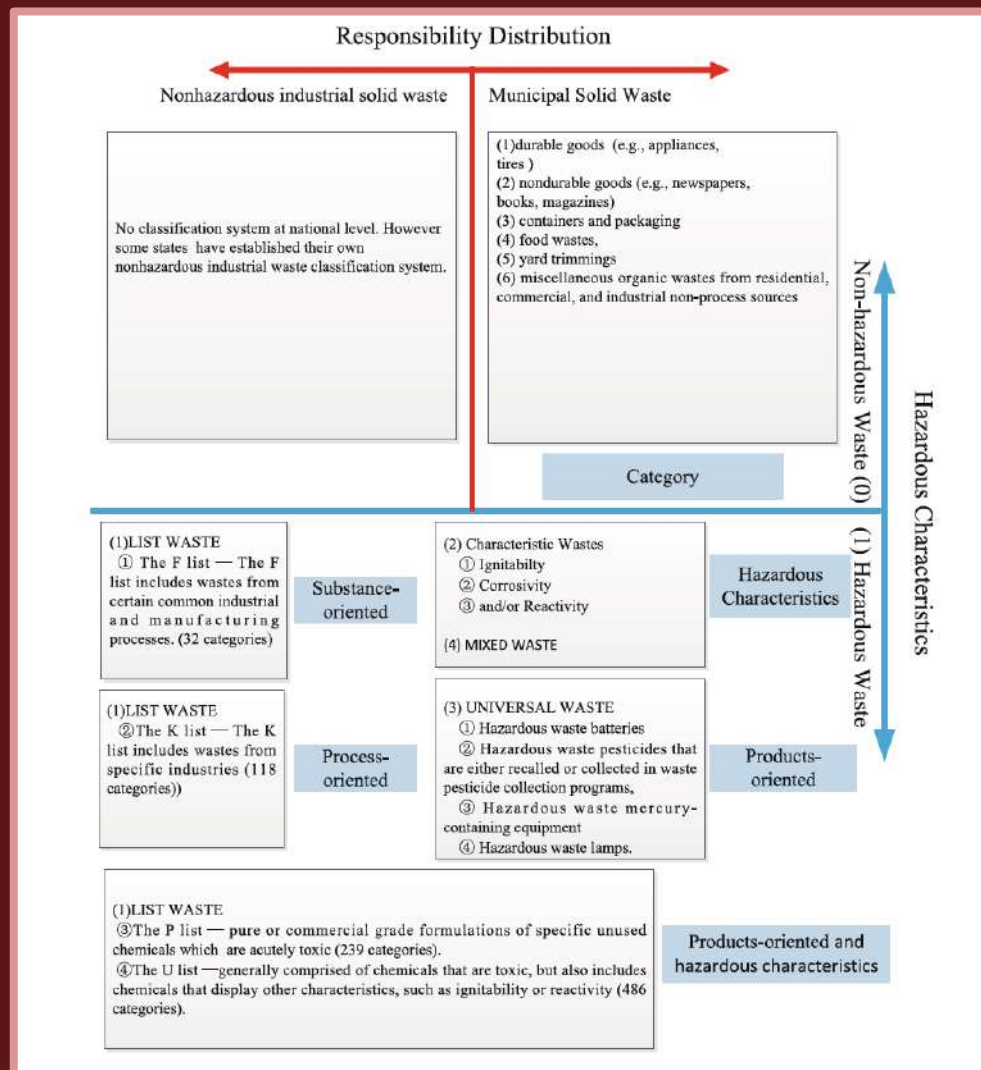 Responsibility Distribution
Nonhazardous industrial solid waste
Municipal Solid Waste
No classification system at national level. However
some states have established their own
nonhazardous industrial waste classification system.
(1)durable goods (e.g., appliances,
tires )
(2) nondurable goods (e.g., newspapers,
books, magazines)
(3) containers and packaging
(4) food wastes,
(5) yard trimmings
(6) miscellaneous organic wastes from residential,
commercial, and industrial non-process sources
Category
Non-hazardous Waste (0)
(1) Hazardous Waste
Hazardous Characteristics
(1)LIST WASTE
① The F list — The F
list includes wastes from
certain common industrial
and manufacturing
processes. (32 categories)
Substance-
oriented
(2) Characteristic Wastes
① Ignitabilty
② Corrosivity
③ and/or Reactivity
(4) MIXED WASTE
Hazardous
Characteristics
(1)LIST WASTE
②The K list — The K
list includes wastes from
specific industries (118
categories))
Process-
oriented
(3) UNIVERSAL WASTE
① Hazardous waste batteries
② Hazardous waste pesticides that
are either recalled or collected in waste
pesticide collection programs,
③ Hazardous waste mercury-
containing equipment
④ Hazardous waste lamps.
Products-
oriented
(1)LIST WASTE
③The P list — pure or commercial grade formulations of specific unused
chemicals which are acutely toxic (239 categories).
④The U list —generally comprised of chemicals that are toxic, but also includes
chemicals that display other characteristics, such as ignitability or reactivity (486
categories).
Products-oriented and
hazardous characteristics